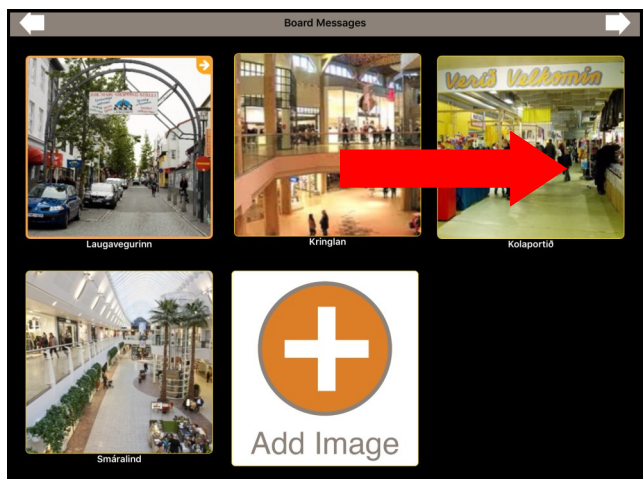 Board Messages
Verið Velkomin
Laugavegurinn
Kringlan
Kolaportið
Smáralind
Add Image